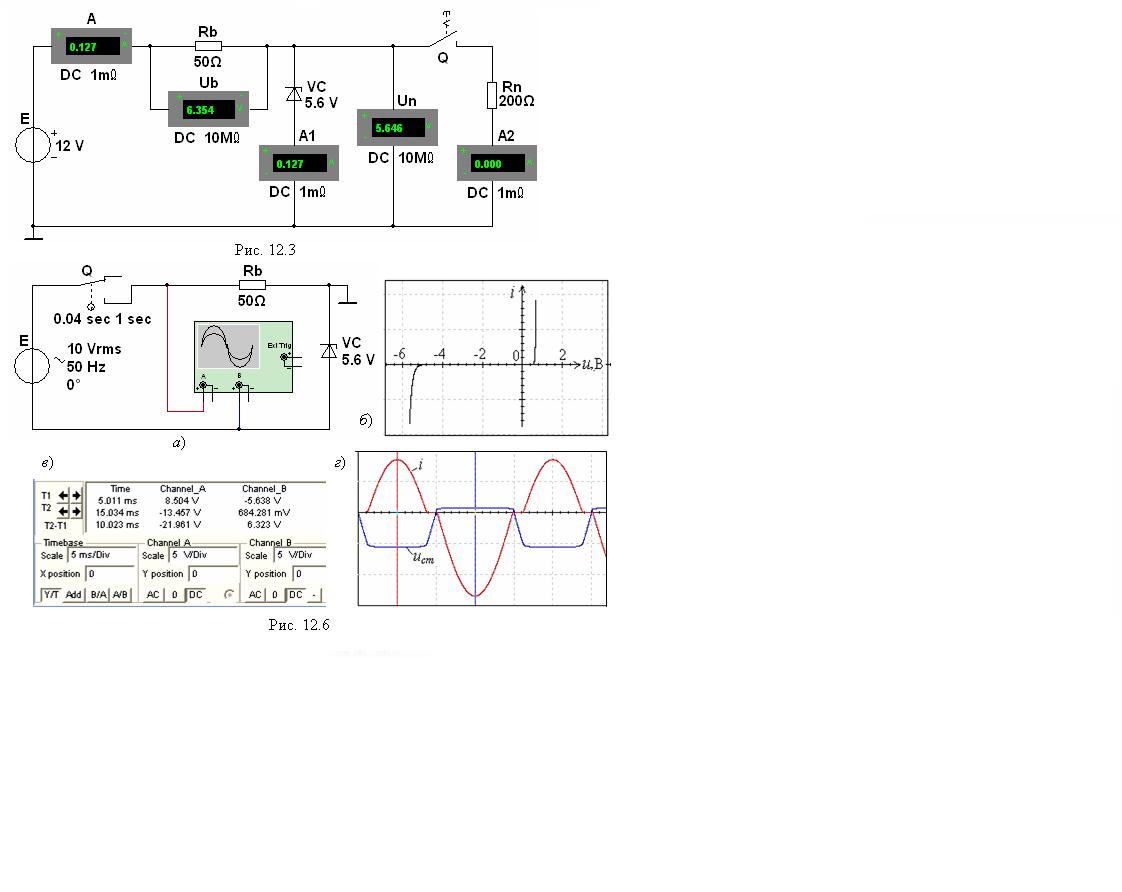 A
0.127
DC 1mΩ
Rb
50Ω
Ub
6.354 V
DC 10MΩ
Q
VC
5.6 V
Rn
200Ω
Un
5.646 V
DC 10MΩ
A1
0.127 A
DC 1mΩ
A2
0.000 A
DC 1mΩ
E
12 V
Рис. 12.3
Q
0.04 sec 1 sec
Rb
50Ω
E
10 Vrms
50 Hz
0°
Ext Trig
A B
VC
5.6 V
а)
i
-6 -4 -2 0 2 u,В
б)
в)
Time Channel_A Channel_B
T1 5.011 ms 8.504 V -5.638 V
T2 15.034 ms -13.457 V 684.281 mV
T2-T1 10.023 ms -21.961 V 6.323 V
Timebase Channel A Channel B
Scale 5 ms/Div Scale 5 V/Div Scale 5 V/Div
X position 0 Y position 0 Y position 0
Y/T Add B/A A/B AC 0 DC AC 0 DC -
г)
i
uст
Рис. 12.6